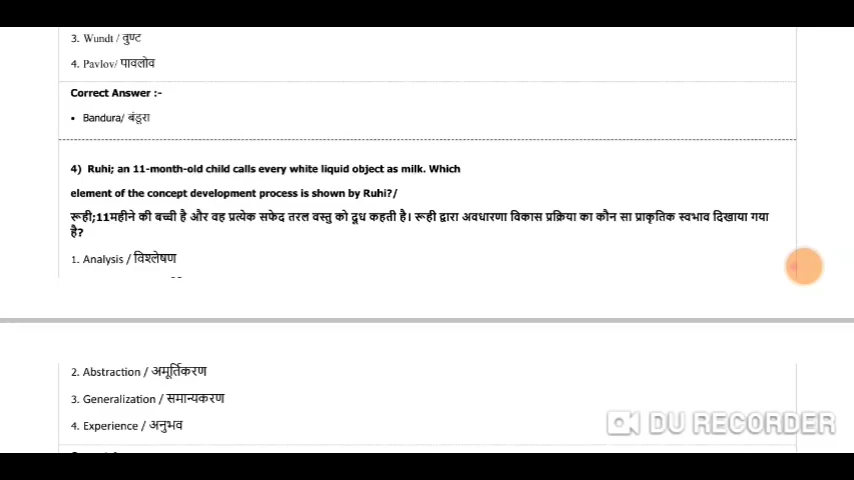 3. Wundt / वुण्ट
4. Pavlov/ पावलोव
Correct Answer :-
• Bandura/ बंडूरा
4) Ruhi; an 11-month-old child calls every white liquid object as milk. Which
element of the concept development process is shown by Ruhi?/
रूही;11महीने की बच्ची है और वह प्रत्येक सफेद तरल वस्तु को दूध कहती है। रूही द्वारा अवधारणा विकास प्रक्रिया का कौन सा प्राकृतिक स्वभाव दिखाया गया
है?
1. Analysis / विश्लेषण
2. Abstraction / अमूर्तिकरण
3. Generalization / समान्यकरण
4. Experience / अनुभव
DU RECORDER